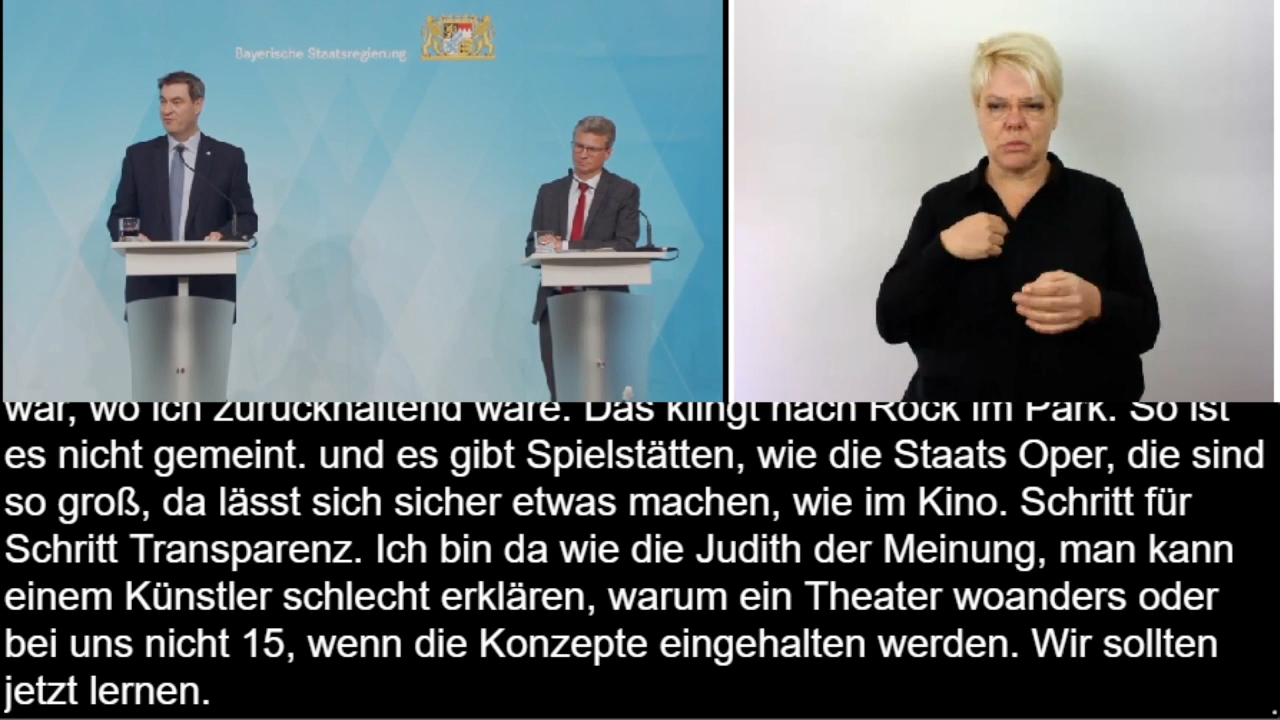 Bayerische Staatsregierung
war, wo ich zurückhaltend wäre. Das klingt nach Rock im Park. So ist
es nicht gemeint. und es gibt Spielstätten, wie die Staats Oper, die sind
so groß, da lässt sich sicher etwas machen, wie im Kino. Schritt für
Schritt Transparenz. Ich bin da wie die Judith der Meinung, man kann
einem Künstler schlecht erklären, warum ein Theater woanders oder
bei uns nicht 15, wenn die Konzepte eingehalten werden. Wir sollten
jetzt lernen.